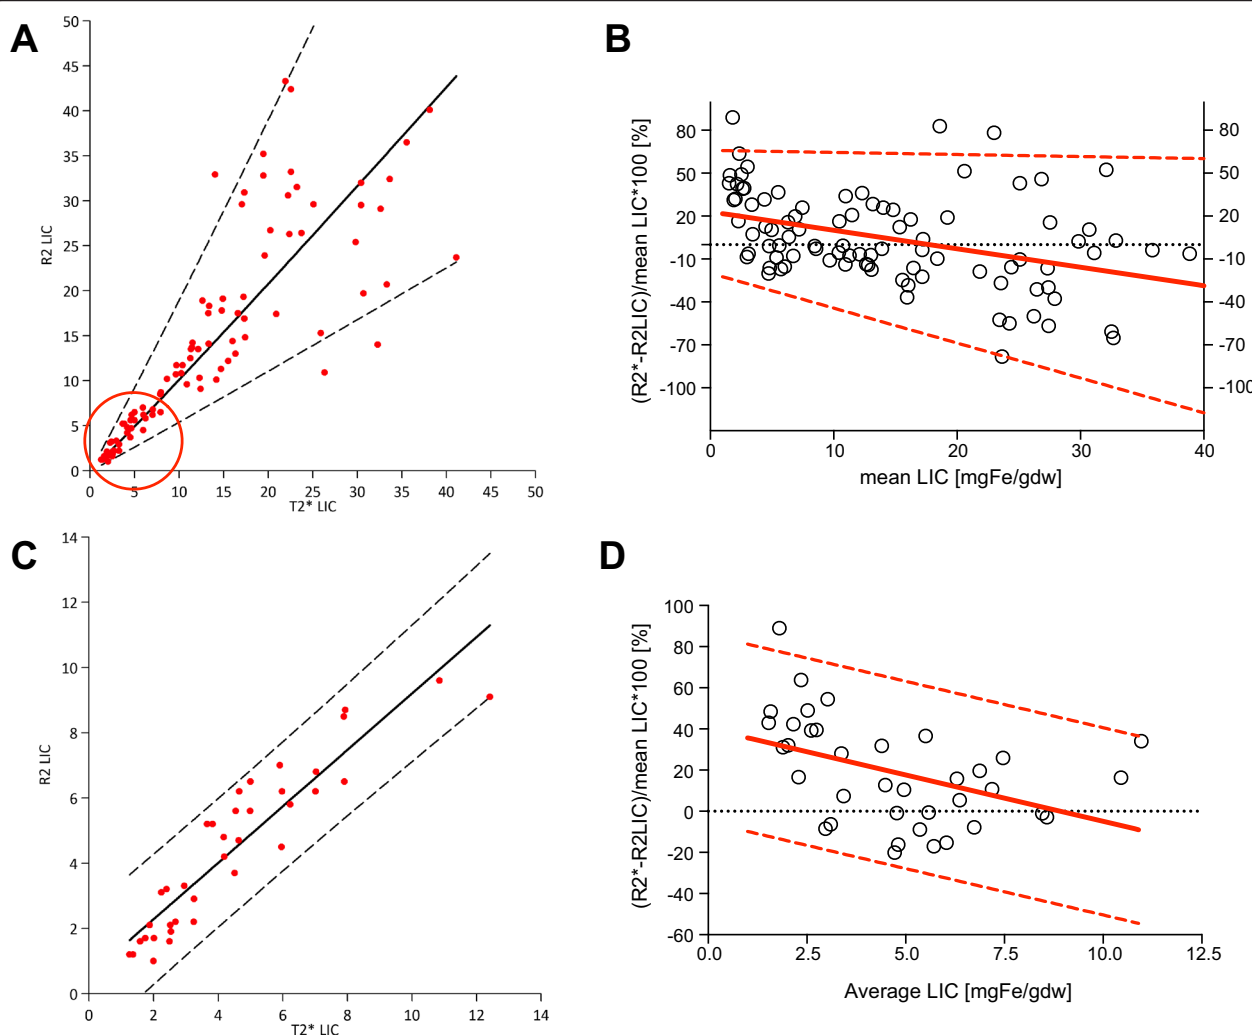 A
50
45
40
35
30
25
20
15
10
5
0
R2 LIC
0 5 10 15 20 25 30 35 40 45 50
T2* LIC
B
80
50
20
-10
-40
-70
-100
(R2*-R2LIC)/mean LIC*100 [%]
80
50
20
-10
-40
-70
-100
0 10 20 30 40
mean LIC [mgFe/gdw]
C
14
12
10
8
6
4
2
0
R2 LIC
0 2 4 6 8 10 12 14
T2* LIC
D
100
80
60
40
20
0
-20
-40
-60
(R2*-R2LIC)/mean LIC*100 [%]
0.0 2.5 5.0 7.5 10.0 12.5
Average LIC [mgFe/gdw]